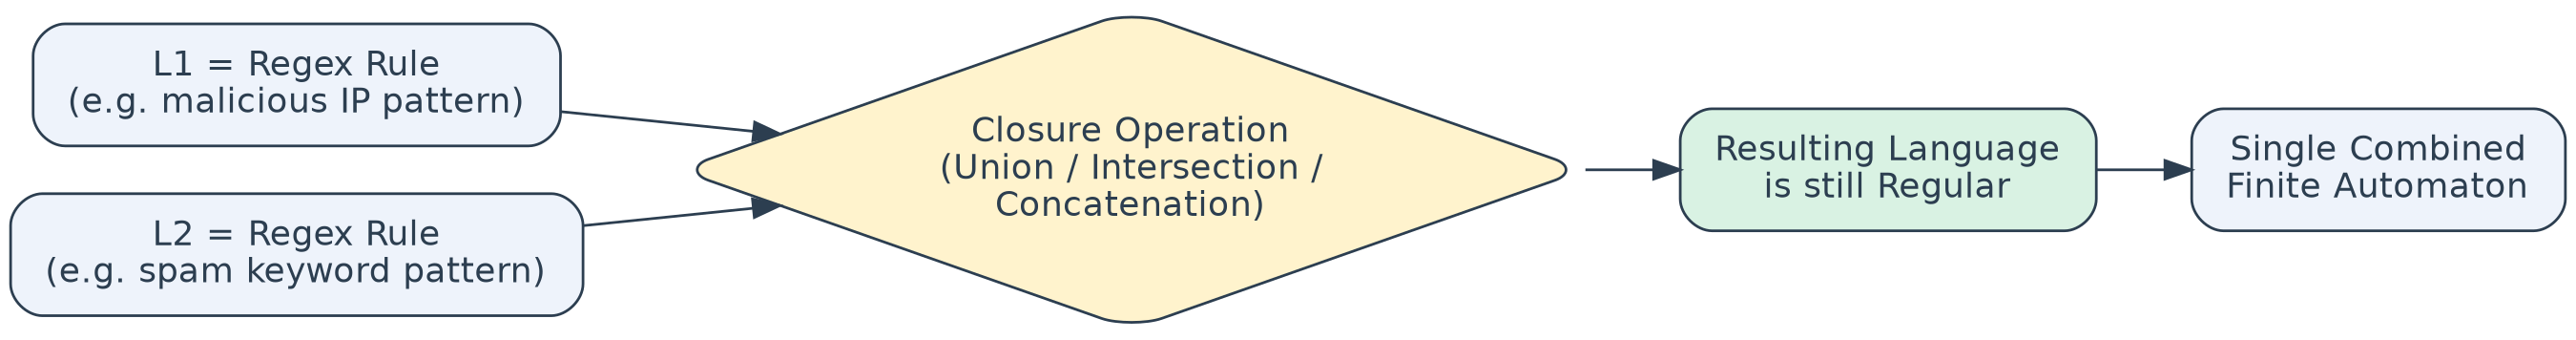 L1 = Regex Rule
(e.g. malicious IP pattern)
L2 = Regex Rule
(e.g. spam keyword pattern)
Closure Operation
(Union / Intersection /
Concatenation)
Resulting Language
is still Regular
Single Combined
Finite Automaton